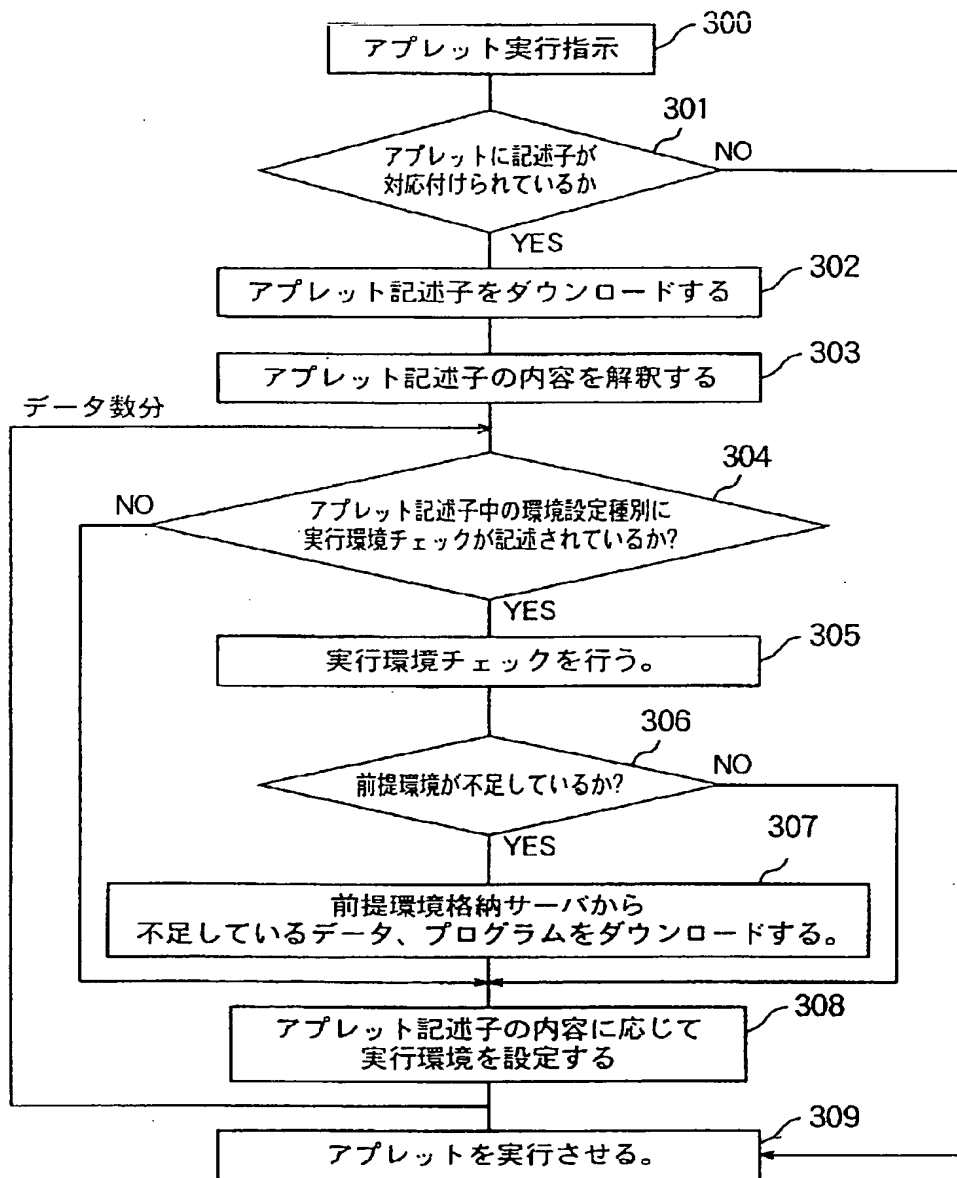 300
アプレット実行指示
301
アプレットに記述子が
対応付けられているか
NO
YES
302
アプレット記述子をダウンロードする
303
アプレット記述子の内容を解釈する
データ数分
304
NO
アプレット記述子中の環境設定種別に
実行環境チェックが記述されているか?
YES
305
実行環境チェックを行う。
306
前提環境が不足しているか?
NO
YES
307
前提環境格納サーバから
不足しているデータ、プログラムをダウンロードする。
308
アプレット記述子の内容に応じて
実行環境を設定する
309
アプレットを実行させる。